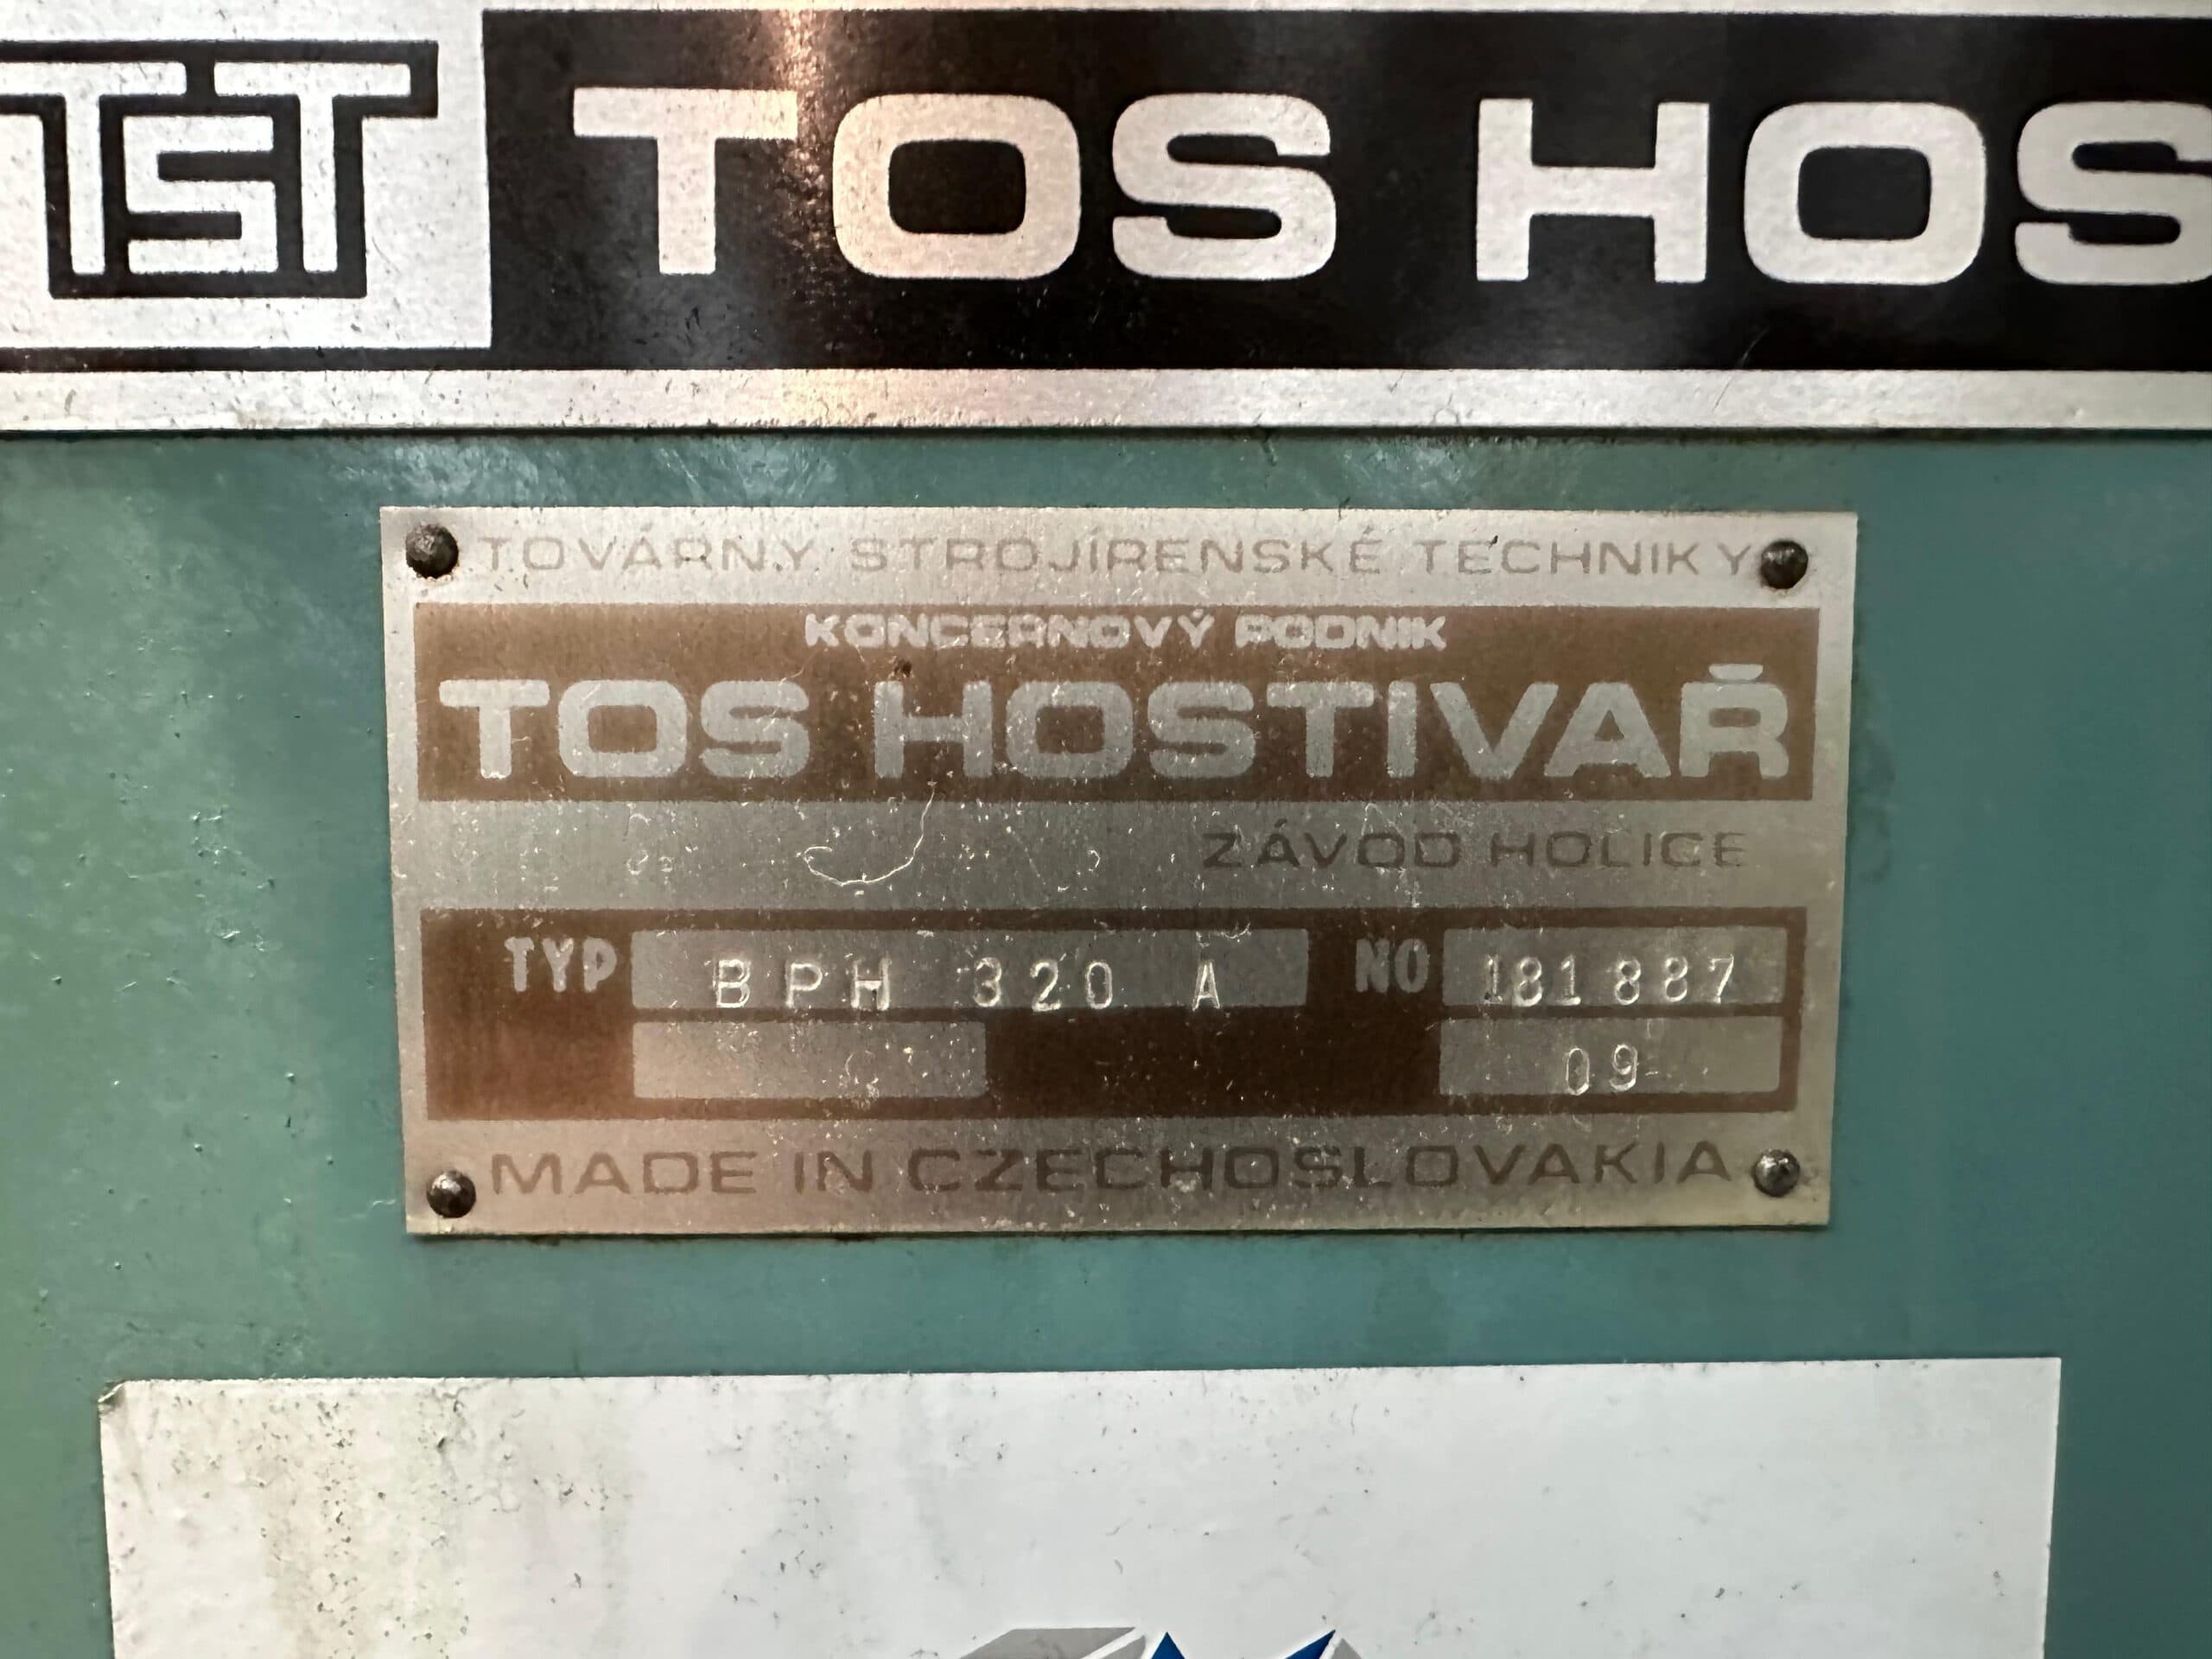 TST TOS HOS
TOVÁRNY STROJÍRENSKÉ TECHNIKY
KONCERNOVÝ PODNIK
TOS HOSTIVAŘ
ZÁVOD HOLICE
TYP BPH 320 A NO 181887
09
MADE IN CZECHOSLOVAKIA